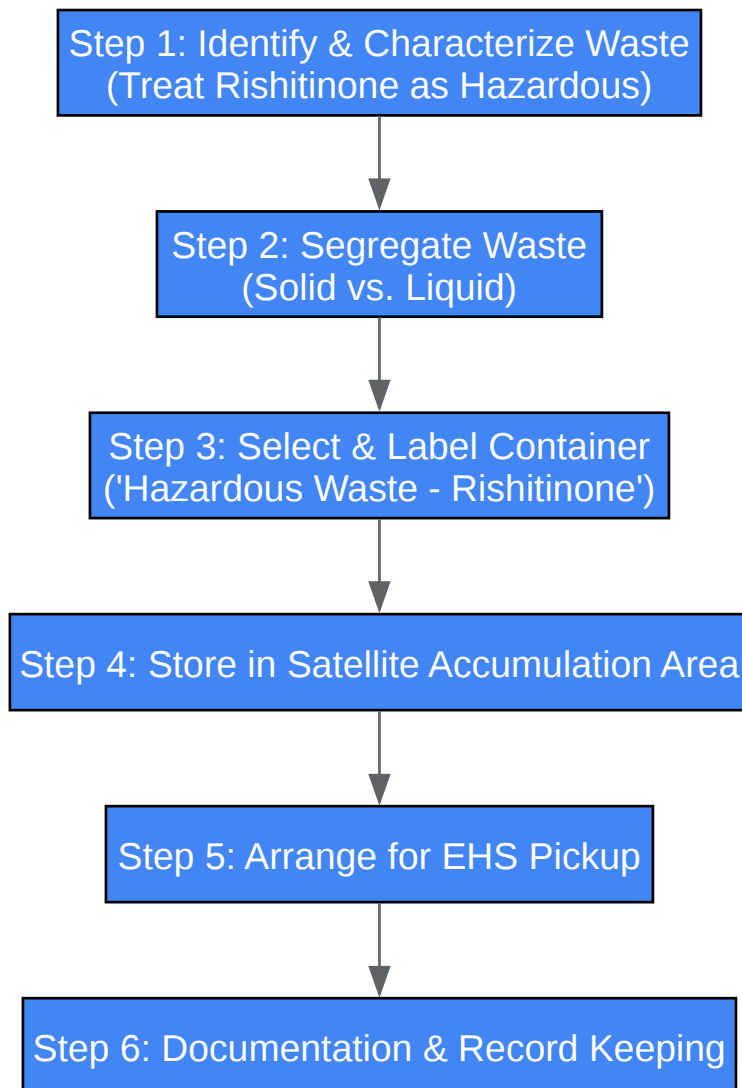 Step 1: Identify & Characterize Waste
(Treat Rishitinone as Hazardous)
Step 2: Segregate Waste
(Solid vs. Liquid)
Step 3: Select & Label Container
('Hazardous Waste - Rishitinone')
Step 4: Store in Satellite Accumulation Area
Step 5: Arrange for EHS Pickup
Step 6: Documentation & Record Keeping